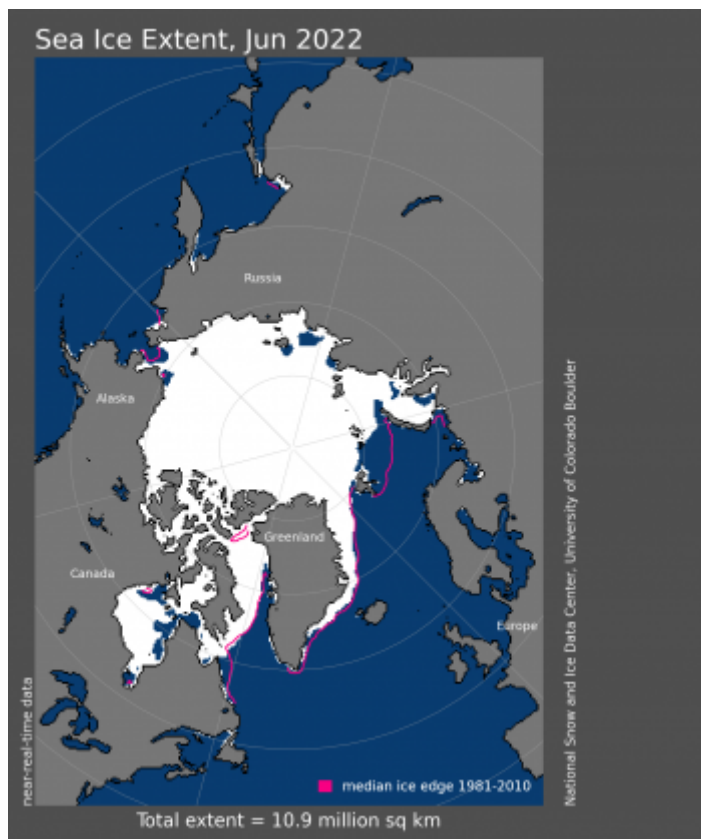 Sea Ice Extent, Jun 2022
Russia
Alaska
Greenland
Canada
Europe
near-real-time data
National Snow and Ice Data Center, University of Colorado Boulder
median ice edge 1981-2010
Total extent = 10.9 million sq km